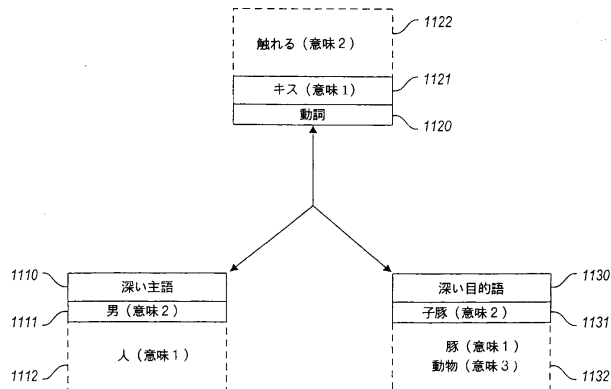 触れる（意味２）
1122
キス（意味１）
1121
動詞
1120
1110
深い主語
1111
男（意味２）
人（意味１）
1112
深い目的語
1130
子豚（意味２）
1131
豚（意味１）
動物（意味３）
1132